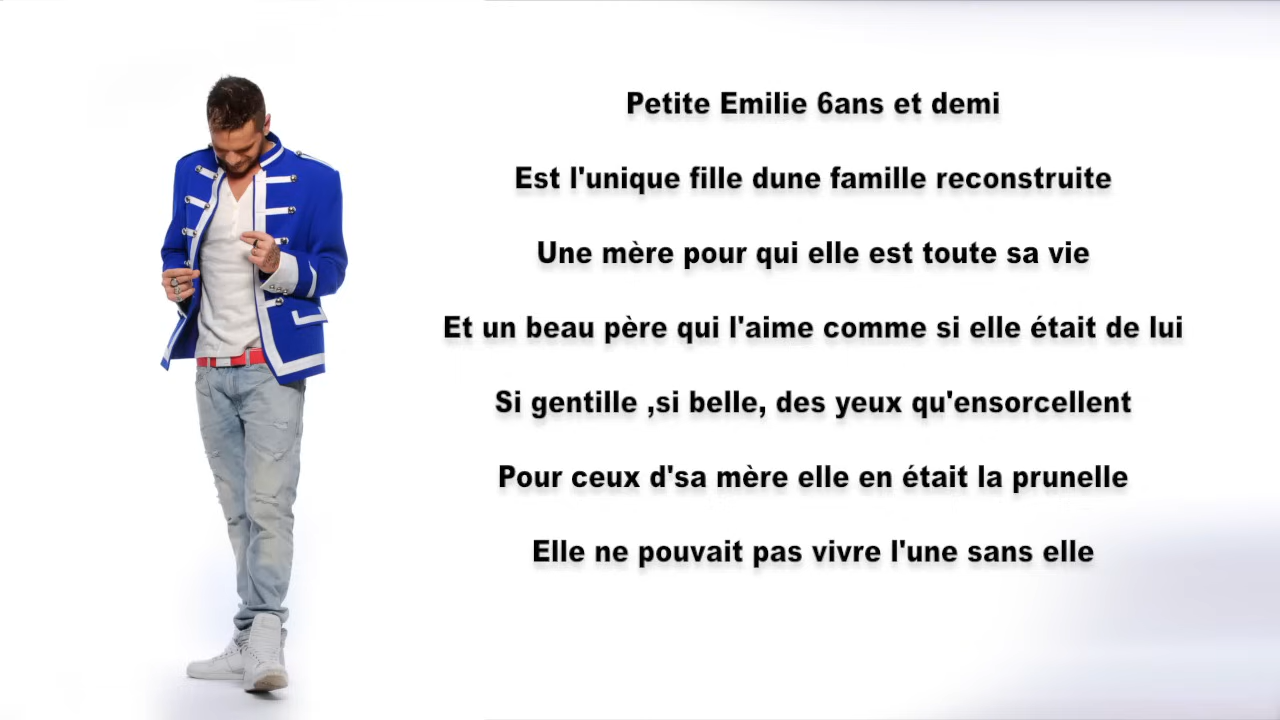 Petite Emilie 6ans et demi
Est l'unique fille dune famille reconstruite
Une mère pour qui elle est toute sa vie
Et un beau père qui l'aime comme si elle était de lui
Si gentille ,si belle, des yeux qu'ensorcellent
Pour ceux d'sa mère elle en était la prunelle
Elle ne pouvait pas vivre l'une sans elle